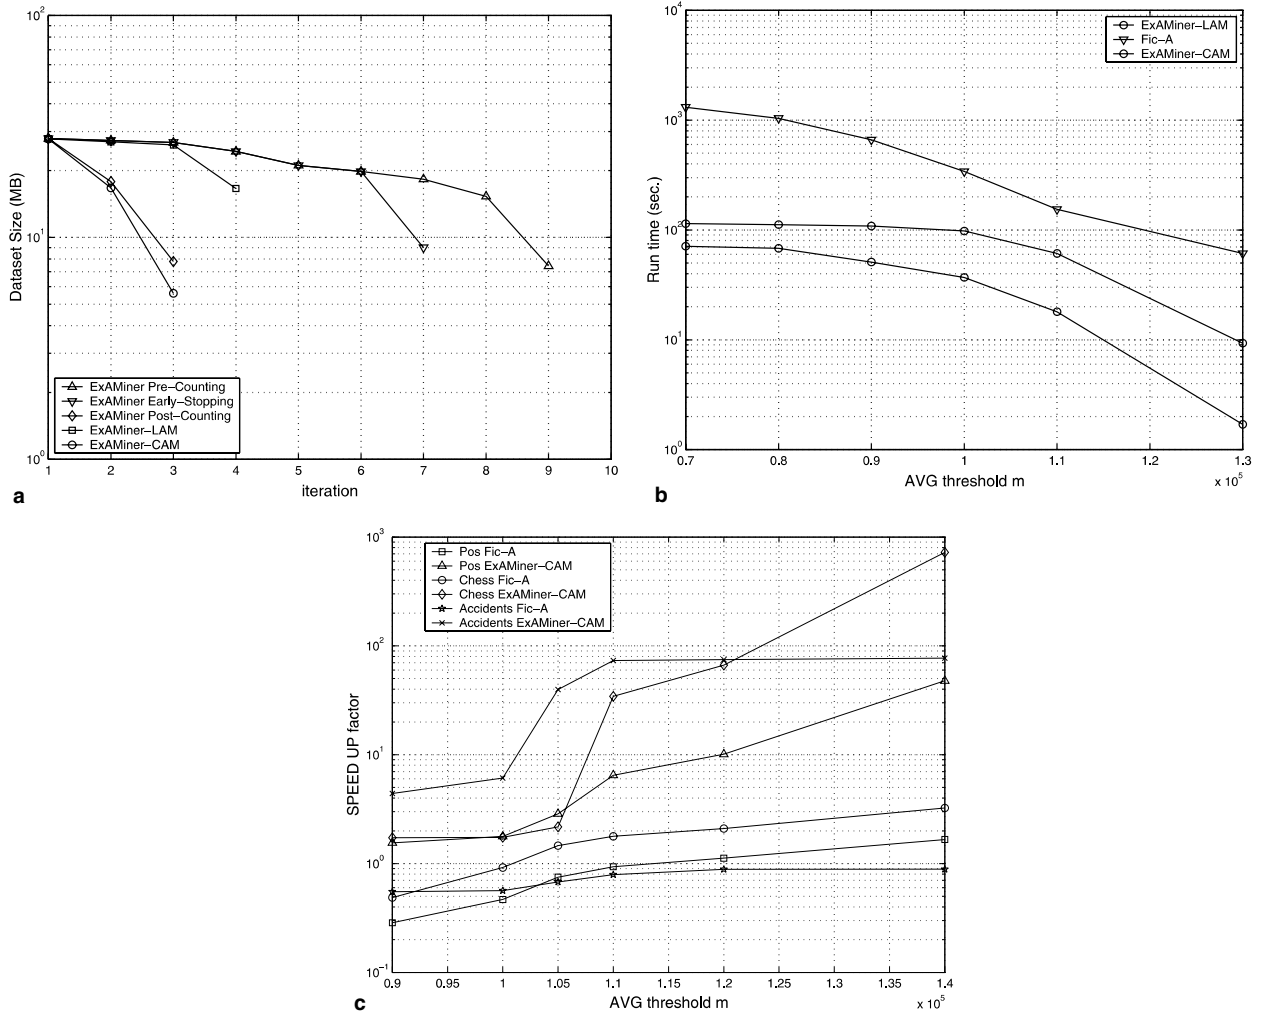 10^2
10^1
10^0
Dataset Size (MB)
ExAMiner Pre−Counting
ExAMiner Early−Stopping
ExAMiner Post−Counting
ExAMiner−LAM
ExAMiner−CAM
1 2 3 4 5 6 7 8 9 10
iteration
a
10^4
10^3
10^2
10^1
10^0
Run time (sec.)
ExAMiner−LAM
Fic−A
ExAMiner−CAM
0.7 0.8 0.9 1 1.1 1.2 1.3
AVG threshold m
x 10^5
b
10^3
10^2
10^1
10^0
10^−1
SPEED UP factor
Pos Fic−A
Pos ExAMiner−CAM
Chess Fic−A
Chess ExAMiner−CAM
Accidents Fic−A
Accidents ExAMiner−CAM
0.9 0.95 1 1.05 1.1 1.15 1.2 1.25 1.3 1.35 1.4
AVG threshold m
x 10^5
c